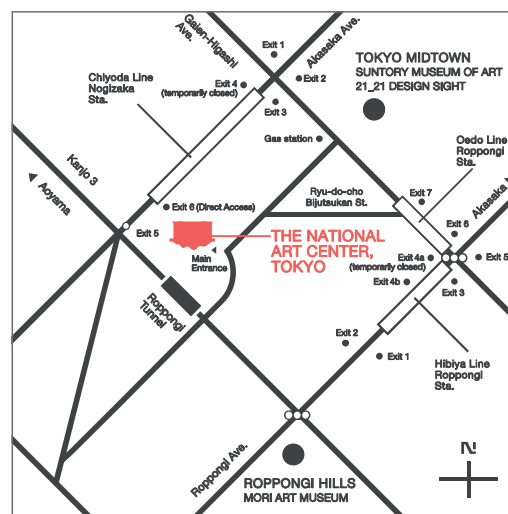 Gaien-Higashi
Ave.
Akasaka Ave.
Exit 1
Exit 2
Exit 4
(temporarily closed)
Exit 3
Gas station
TOKYO MIDTOWN
SUNTORY MUSEUM OF ART
21_21 DESIGN SIGHT
Chiyoda Line
Nogizaka
Sta.
Kanjo 3
Aoyama
Oedo Line
Roppongi
Sta.
Akasaka
Ryu-do-cho
Bijutsukan St.
Exit 7
Exit 6 (Direct Access)
Exit 5
Main
Entrance
THE NATIONAL
ART CENTER,
TOKYO
Exit 6
Exit 4a
(temporarily closed)
Exit 5
Exit 4b
Exit 3
Roppongi
Tunnel
Exit 2
Exit 1
Hibiya Line
Roppongi
Sta.
Roppongi Ave.
ROPPONGI HILLS
MORI ART MUSEUM
N